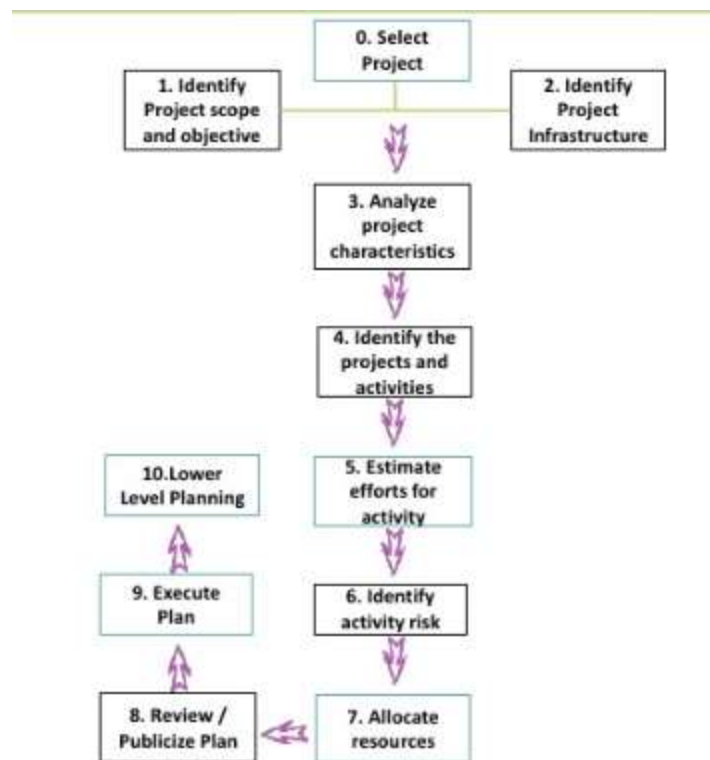 0. Select
Project
1. Identify
Project scope
and objective
2. Identify
Project
Infrastructure
3. Analyze
project
characteristics
4. Identify the
projects and
activities
5. Estimate
efforts for
activity
6. Identify
activity risk
7. Allocate
resources
8. Review /
Publicize Plan
9. Execute
Plan
10.Lower
Level Planning